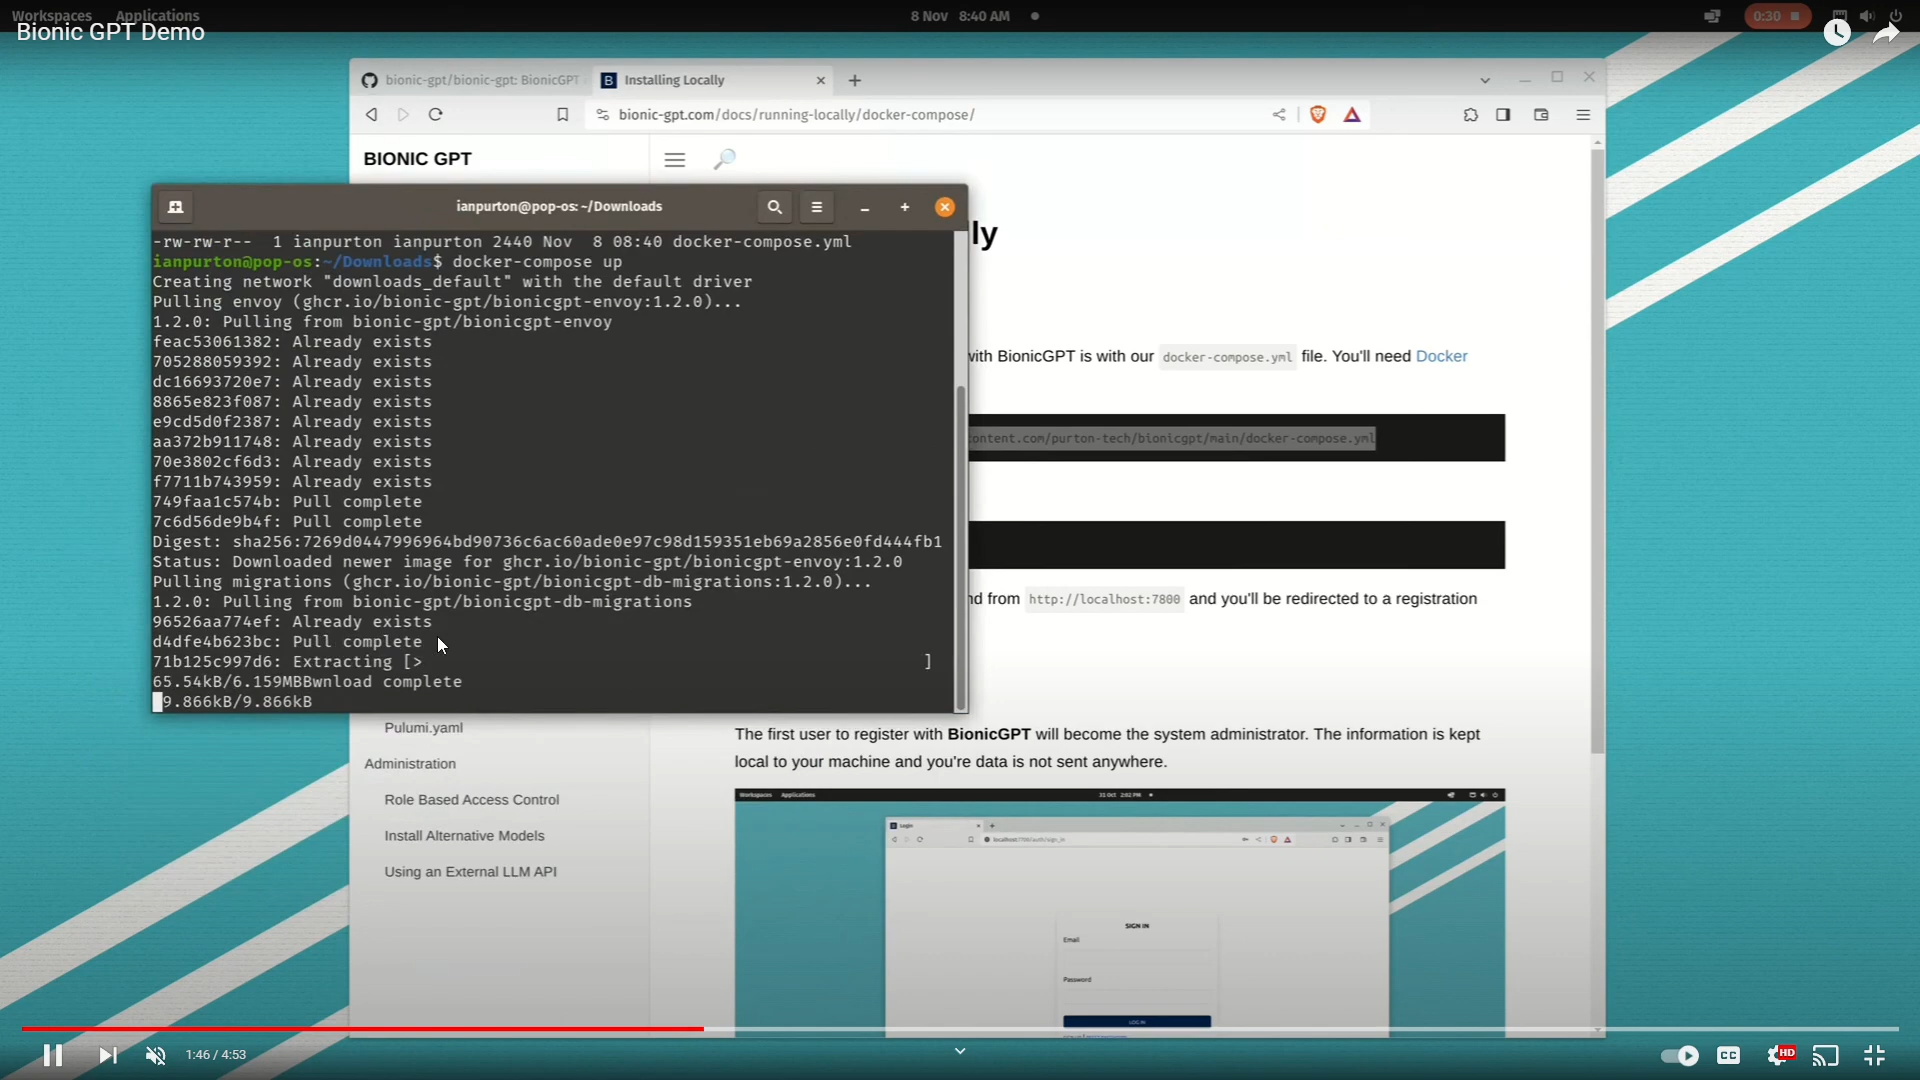 Workspaces Applications 8 Nov 8:40 AM 0:30
Bionic GPT Demo
bionic-gpt/bionic-gpt: BionicGPT
Installing Locally
bionic-gpt.com/docs/running-locally/docker-compose/
BIONIC GPT
ianpurton@pop-os: ~/Downloads
-rw-rw-r-- 1 ianpurton ianpurton 2440 Nov 8 08:40 docker-compose.yml
ianpurton@pop-os:~/Downloads$ docker-compose up
Creating network "downloads_default" with the default driver
Pulling envoy (ghcr.io/bionic-gpt/bionicgpt-envoy:1.2.0)...
1.2.0: Pulling from bionic-gpt/bionicgpt-envoy
feac53061382: Already exists
705288059392: Already exists
dc16693720e7: Already exists
8865e823f087: Already exists
e9cd5d0f2387: Already exists
aa372b911748: Already exists
70e3802cf6d3: Already exists
f7711b743959: Already exists
749faa1c574b: Pull complete
7c6d56de9b4f: Pull complete
Digest: sha256:7269d0447996964bd90736c6ac60ade0e97c98d159351eb69a2856e0fd444fb1
Status: Downloaded newer image for ghcr.io/bionic-gpt/bionicgpt-envoy:1.2.0
Pulling migrations (ghcr.io/bionic-gpt/bionicgpt-db-migrations:1.2.0)...
1.2.0: Pulling from bionic-gpt/bionicgpt-db-migrations
96526aa774ef: Already exists
d4dfe4b623bc: Pull complete
71b125c997d6: Extracting [> ]
65.54kB/6.159MBBwnload complete
9.866kB/9.866kB
ly
with BionicGPT is with our docker-compose.yml file. You'll need Docker
ontent.com/purton-tech/bionicgpt/main/docker-compose.yml
nd from http://localhost:7800 and you'll be redirected to a registration
Pulumi.yaml
Administration
Role Based Access Control
Install Alternative Models
Using an External LLM API
The first user to register with BionicGPT will become the system administrator. The information is kept
local to your machine and you're data is not sent anywhere.
Workspaces Applications 31 Oct 2:02 PM
Login
SIGN IN
Email
Password
LOG IN
1:46 / 4:53
CC
HD